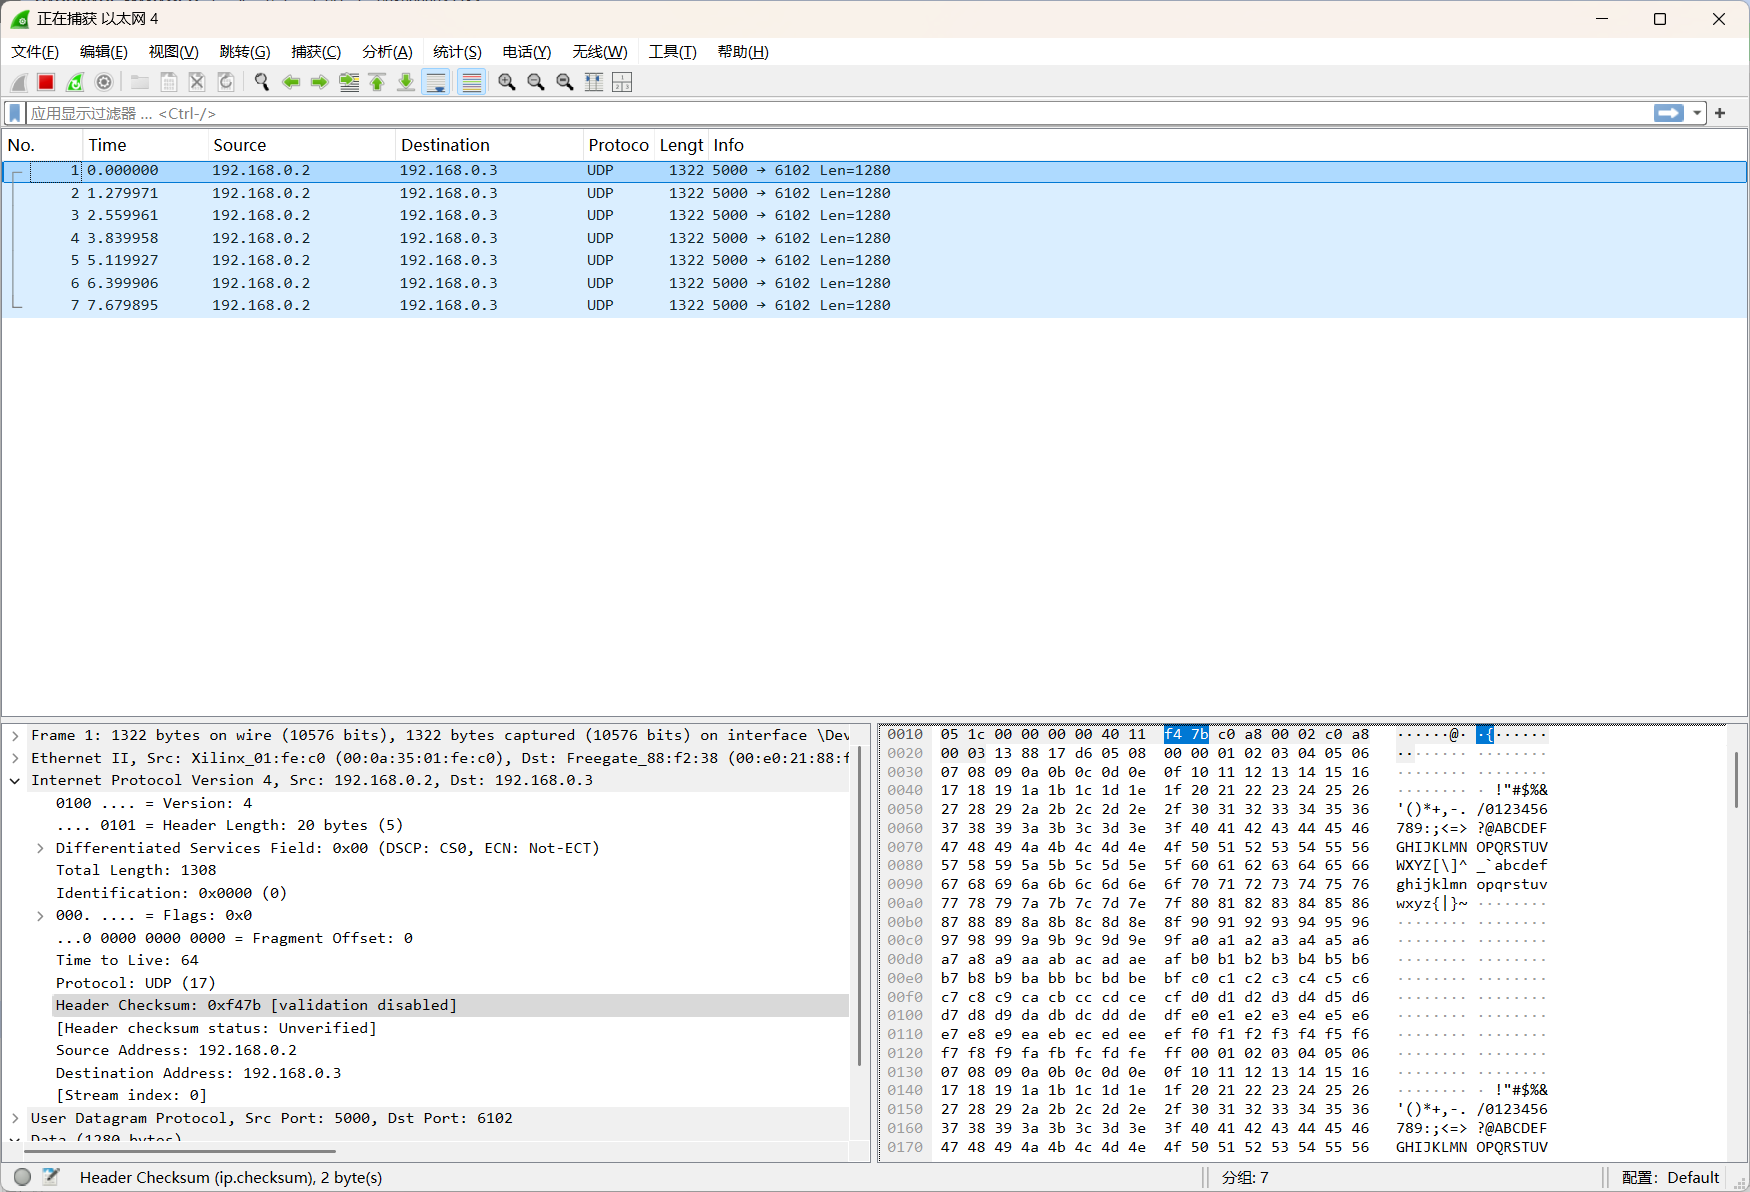 正在捕获 以太网 4
文件(F) 编辑(E) 视图(V) 跳转(G) 捕获(C) 分析(A) 统计(S) 电话(Y) 无线(W) 工具(T) 帮助(H)
应用显示过滤器 … <Ctrl-/>
No. Time Source Destination Protoco Lengt Info
1 0.000000 192.168.0.2 192.168.0.3 UDP 1322 5000 → 6102 Len=1280
2 1.279971 192.168.0.2 192.168.0.3 UDP 1322 5000 → 6102 Len=1280
3 2.559961 192.168.0.2 192.168.0.3 UDP 1322 5000 → 6102 Len=1280
4 3.839958 192.168.0.2 192.168.0.3 UDP 1322 5000 → 6102 Len=1280
5 5.119927 192.168.0.2 192.168.0.3 UDP 1322 5000 → 6102 Len=1280
6 6.399906 192.168.0.2 192.168.0.3 UDP 1322 5000 → 6102 Len=1280
7 7.679895 192.168.0.2 192.168.0.3 UDP 1322 5000 → 6102 Len=1280
Frame 1: 1322 bytes on wire (10576 bits), 1322 bytes captured (10576 bits) on interface \Dev
Ethernet II, Src: Xilinx_01:fe:c0 (00:0a:35:01:fe:c0), Dst: Freegate_88:f2:38 (00:e0:21:88:f
Internet Protocol Version 4, Src: 192.168.0.2, Dst: 192.168.0.3
0100 .... = Version: 4
.... 0101 = Header Length: 20 bytes (5)
Differentiated Services Field: 0x00 (DSCP: CS0, ECN: Not-ECT)
Total Length: 1308
Identification: 0x0000 (0)
000. .... = Flags: 0x0
...0 0000 0000 0000 = Fragment Offset: 0
Time to Live: 64
Protocol: UDP (17)
Header Checksum: 0xf47b [validation disabled]
[Header checksum status: Unverified]
Source Address: 192.168.0.2
Destination Address: 192.168.0.3
[Stream index: 0]
User Datagram Protocol, Src Port: 5000, Dst Port: 6102
Data (1280 bytes)
0010 05 1c 00 00 00 00 40 11 f4 7b c0 a8 00 02 c0 a8 ······@· ·{······
0020 00 03 13 88 17 d6 05 08 00 00 01 02 03 04 05 06 ········ ········
0030 07 08 09 0a 0b 0c 0d 0e 0f 10 11 12 13 14 15 16 ········ ········
0040 17 18 19 1a 1b 1c 1d 1e 1f 20 21 22 23 24 25 26 ········ · !"#$%&
0050 27 28 29 2a 2b 2c 2d 2e 2f 30 31 32 33 34 35 36 '()*+,-. /0123456
0060 37 38 39 3a 3b 3c 3d 3e 3f 40 41 42 43 44 45 46 789:;<=> ?@ABCDEF
0070 47 48 49 4a 4b 4c 4d 4e 4f 50 51 52 53 54 55 56 GHIJKLMN OPQRSTUV
0080 57 58 59 5a 5b 5c 5d 5e 5f 60 61 62 63 64 65 66 WXYZ[\]^ _`abcdef
0090 67 68 69 6a 6b 6c 6d 6e 6f 70 71 72 73 74 75 76 ghijklmn opqrstuv
00a0 77 78 79 7a 7b 7c 7d 7e 7f 80 81 82 83 84 85 86 wxyz{|}~ ········
00b0 87 88 89 8a 8b 8c 8d 8e 8f 90 91 92 93 94 95 96 ········ ········
00c0 97 98 99 9a 9b 9c 9d 9e 9f a0 a1 a2 a3 a4 a5 a6 ········ ········
00d0 a7 a8 a9 aa ab ac ad ae af b0 b1 b2 b3 b4 b5 b6 ········ ········
00e0 b7 b8 b9 ba bb bc bd be bf c0 c1 c2 c3 c4 c5 c6 ········ ········
00f0 c7 c8 c9 ca cb cc cd ce cf d0 d1 d2 d3 d4 d5 d6 ········ ········
0100 d7 d8 d9 da db dc dd de df e0 e1 e2 e3 e4 e5 e6 ········ ········
0110 e7 e8 e9 ea eb ec ed ee ef f0 f1 f2 f3 f4 f5 f6 ········ ········
0120 f7 f8 f9 fa fb fc fd fe ff 00 01 02 03 04 05 06 ········ ········
0130 07 08 09 0a 0b 0c 0d 0e 0f 10 11 12 13 14 15 16 ········ ········
0140 17 18 19 1a 1b 1c 1d 1e 1f 20 21 22 23 24 25 26 ········ · !"#$%&
0150 27 28 29 2a 2b 2c 2d 2e 2f 30 31 32 33 34 35 36 '()*+,-. /0123456
0160 37 38 39 3a 3b 3c 3d 3e 3f 40 41 42 43 44 45 46 789:;<=> ?@ABCDEF
0170 47 48 49 4a 4b 4c 4d 4e 4f 50 51 52 53 54 55 56 GHIJKLMN OPQRSTUV
Header Checksum (ip.checksum), 2 byte(s) 分组: 7 配置: Default